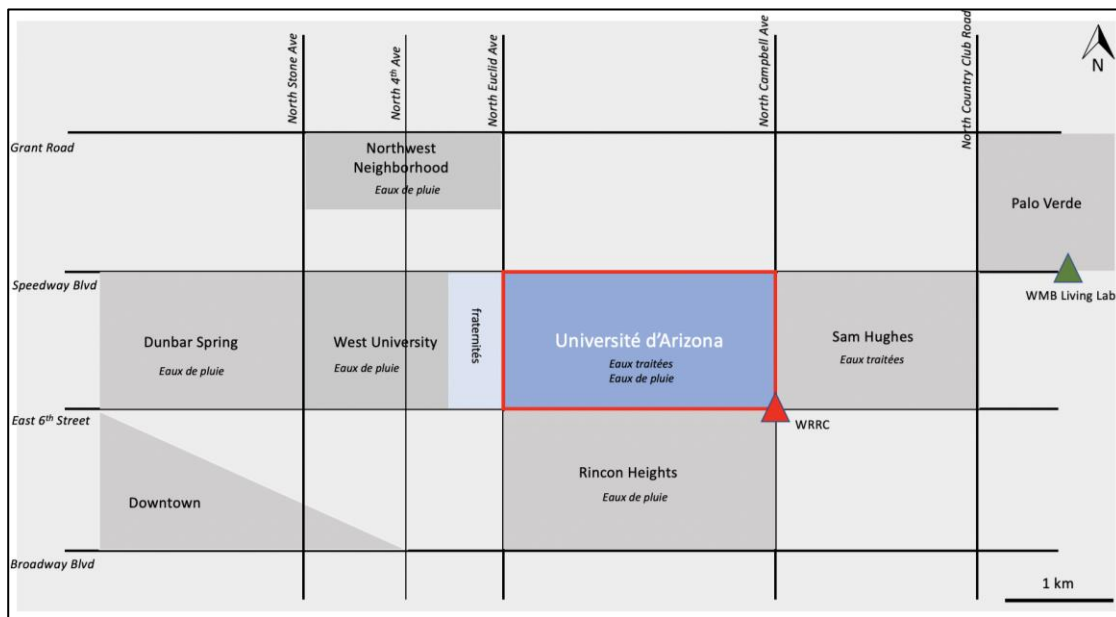 North Stone Ave
North 4th Ave
North Euclid Ave
North Campbell Ave
North Country Club Road
N
Grant Road
Northwest
Neighborhood
Eaux de pluie
Palo Verde
Speedway Blvd
WMB Living Lab
Dunbar Spring
Eaux de pluie
West University
Eaux de pluie
fraternités
Université d’Arizona
Eaux traitées
Eaux de pluie
Sam Hughes
Eaux traitées
East 6th Street
WRRC
Rincon Heights
Eaux de pluie
Downtown
Broadway Blvd
1 km